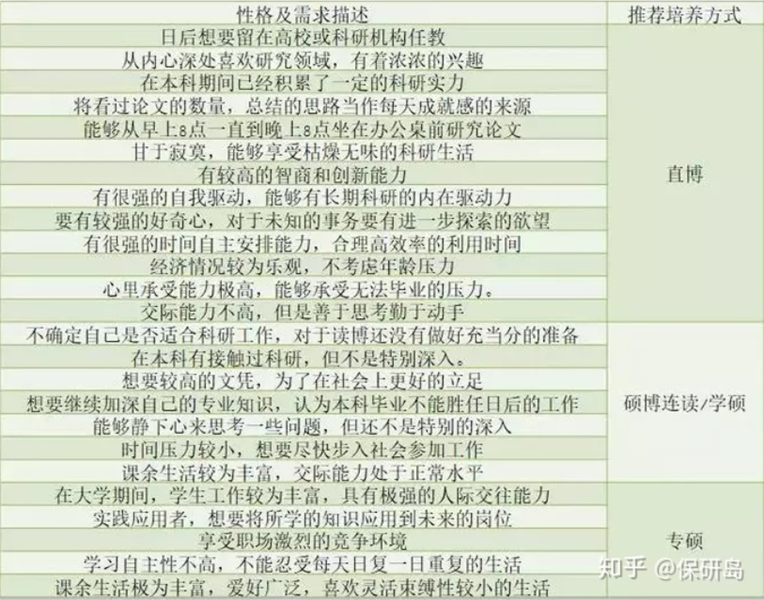 性格及需求描述 推荐培养方式
日后想要留在高校或科研机构任教
从内心深处喜欢研究领域，有着浓浓的兴趣
在本科期间已经积累了一定的科研实力
将看过论文的数量，总结的思路当作每天成就感的来源
能够从早上8点一直到晚上8点坐在办公桌前研究论文
甘于寂寞，能够享受枯燥无味的科研生活
有较高的智商和创新能力
直博
有很强的自我驱动，能够有长期科研的内在驱动力
要有较强的好奇心，对于未知的事务要有进一步探索的欲望
有很强的时间自主安排能力，合理高效率的利用时间
经济情况较为乐观，不考虑年龄压力
心里承受能力极高，能够承受无法毕业的压力。
交际能力不高，但是善于思考勤于动手
不确定自己是否适合科研工作，对于读博还没有做好充当分的准备
在本科有接触过科研，但不是特别深入。
想要较高的文凭，为了在社会上更好的立足
想要继续加深自己的专业知识，认为本科毕业不能胜任日后的工作
硕博连读/学硕
能够静下心来思考一些问题，但还不是特别的深入
时间压力较小，想要尽快步入社会参加工作
课余生活较为丰富，交际能力处于正常水平
在大学期间，学生工作较为丰富，具有极强的人际交往能力
实践应用者，想要将所学的知识应用到未来的岗位
享受职场激烈的竞争环境
专硕
学习自主性不高，不能忍受每天日复一日重复的生活
课余生活极为丰富，爱好广泛，喜欢灵活束缚性较小的生活
知乎 @保研岛